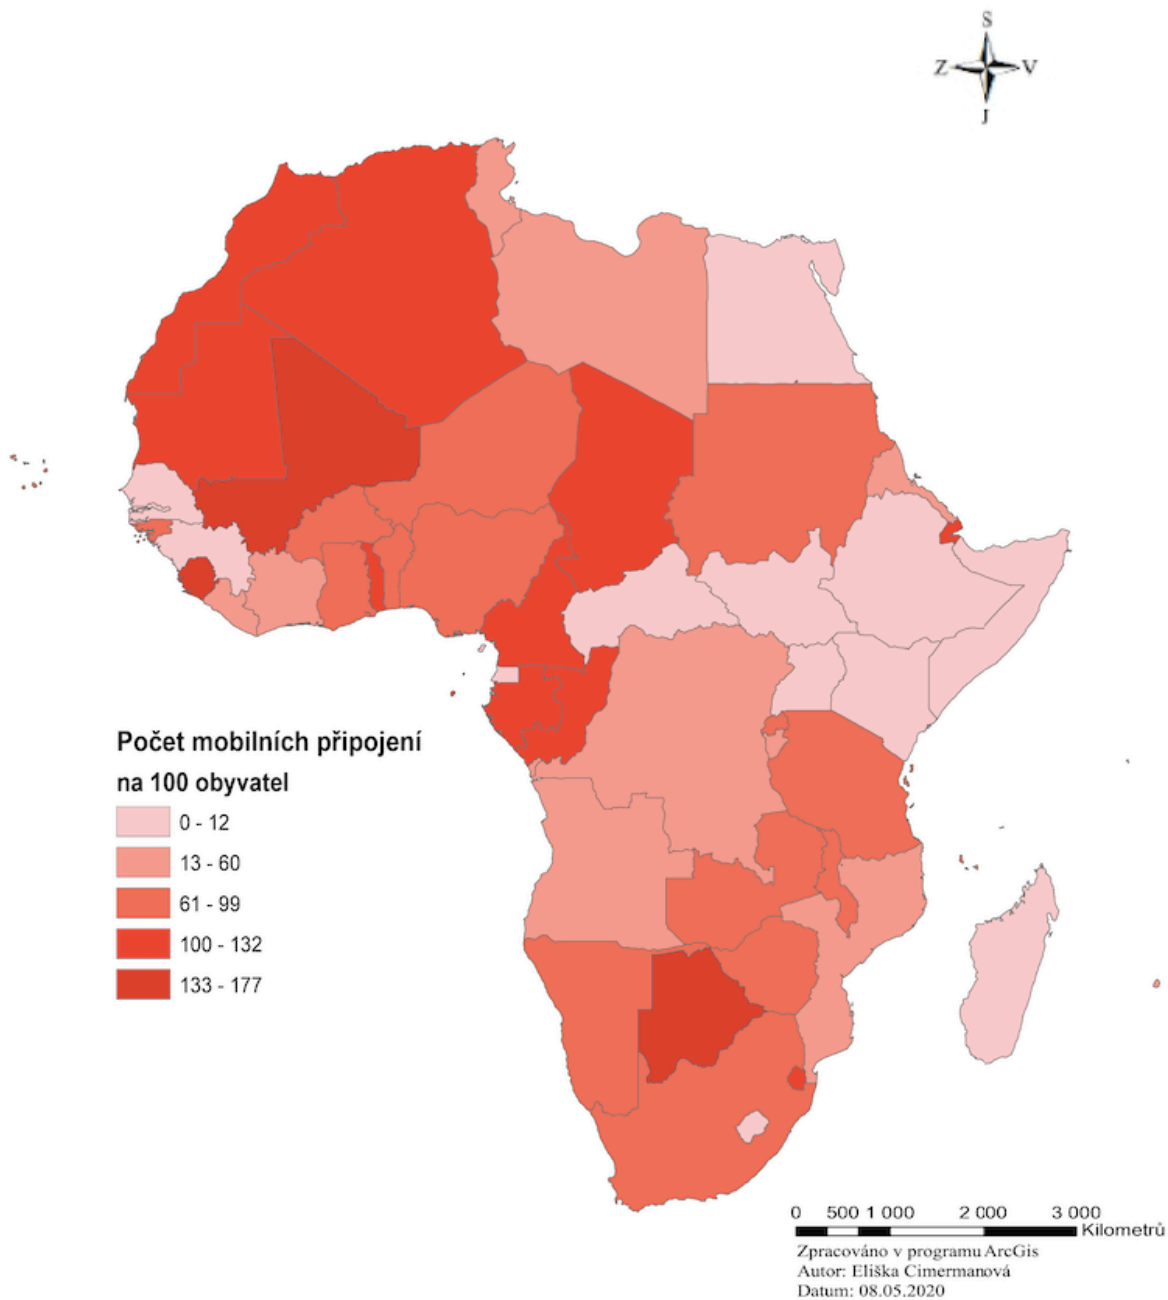 S
Z V
J
Počet mobilních připojení
na 100 obyvatel
0 - 12
13 - 60
61 - 99
100 - 132
133 - 177
0 500 1 000 2 000 3 000
Kilometrů
Zpracováno v programu ArcGis
Autor: Eliška Cimermanová
Datum: 08.05.2020